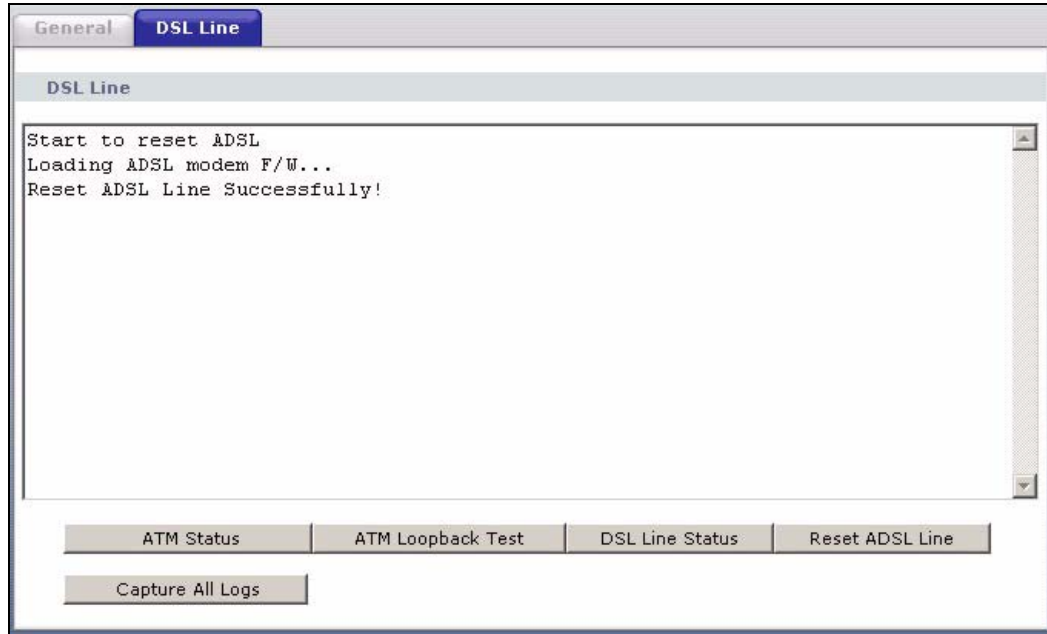 General DSL Line
DSL Line
Start to reset ADSL
Loading ADSL modem F/W...
Reset ADSL Line Successfully!
ATM Status ATM Loopback Test DSL Line Status Reset ADSL Line
Capture All Logs